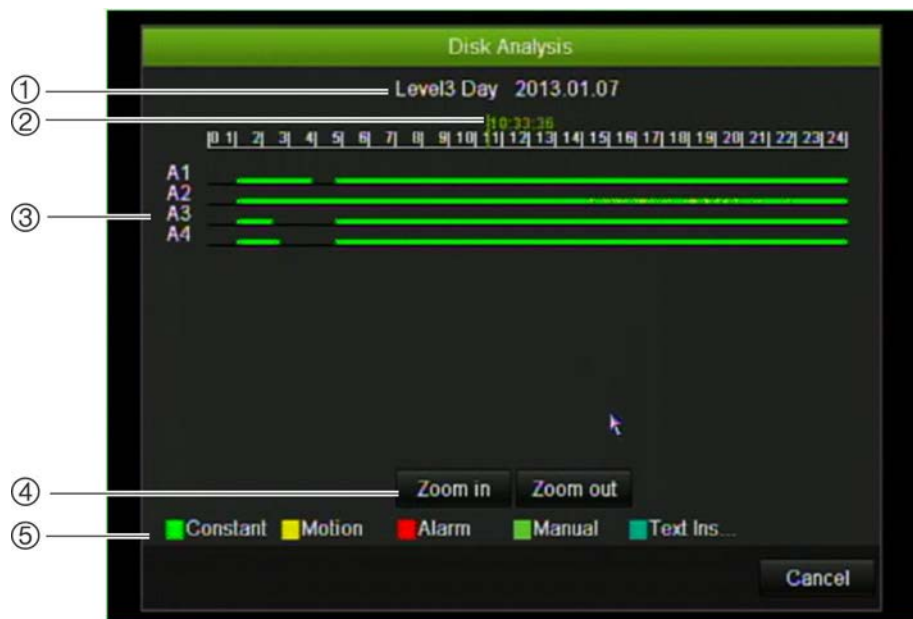 Disk Analysis
① Level3 Day 2013.01.07
② 10:33:36
0 1| 2| 3| 4| 5| 6| 7| 8| 9| 10| 11| 12| 13| 14| 15| 16| 17| 18| 19| 20| 21| 22| 23| 24|
A1
A2
③ A3
A4
④ Zoom in Zoom out
⑤ Constant Motion Alarm Manual Text Ins...
Cancel